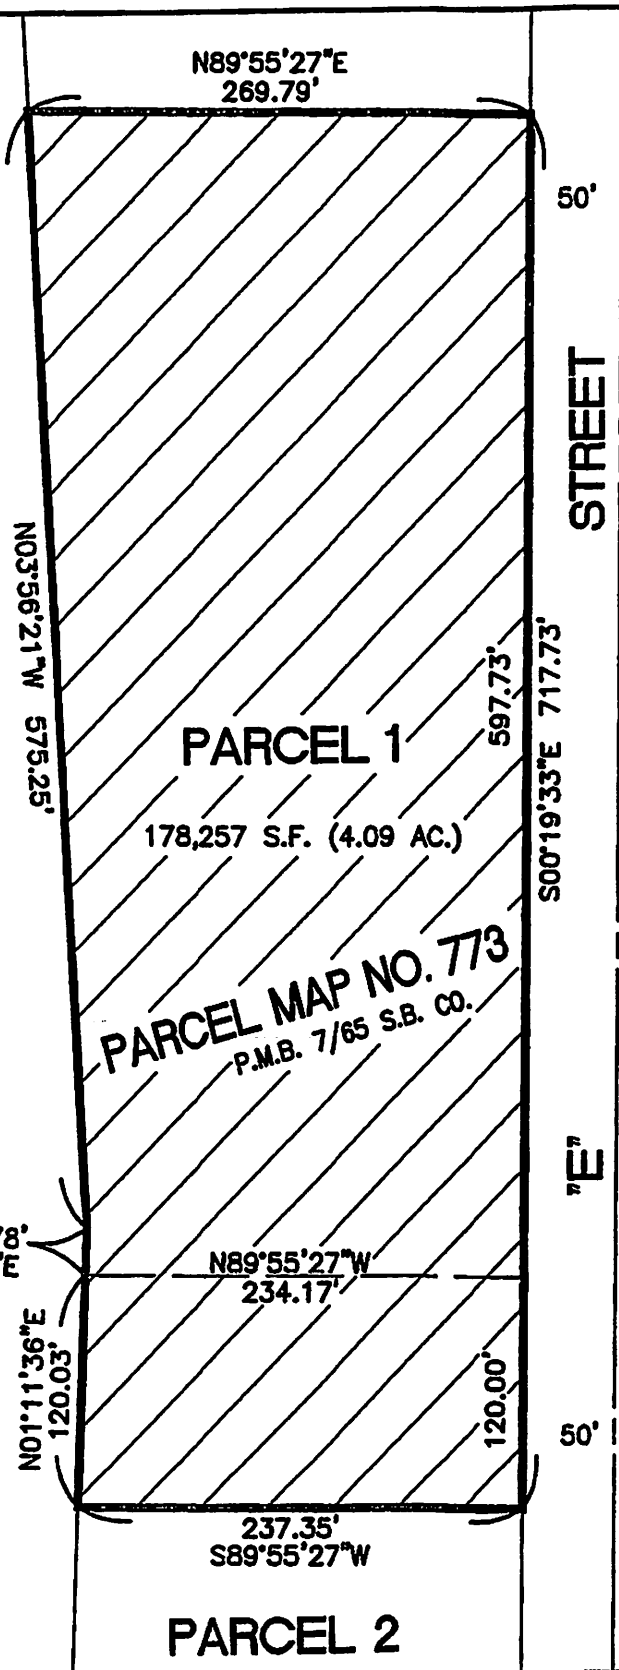 N89°55'27"E
269.79'
50'
STREET
N03°56'21"W 575.25'
597.73'
S00°19'33"E 717.73'
PARCEL 1
178,257 S.F. (4.09 AC.)
PARCEL MAP NO. 773
P.M.B. 7/65 S.B. CO.
"E"
78'
'E
N89°55'27"W
234.17'
N01°11'36"E
120.03'
120.00'
50'
237.35'
S89°55'27"W
PARCEL 2